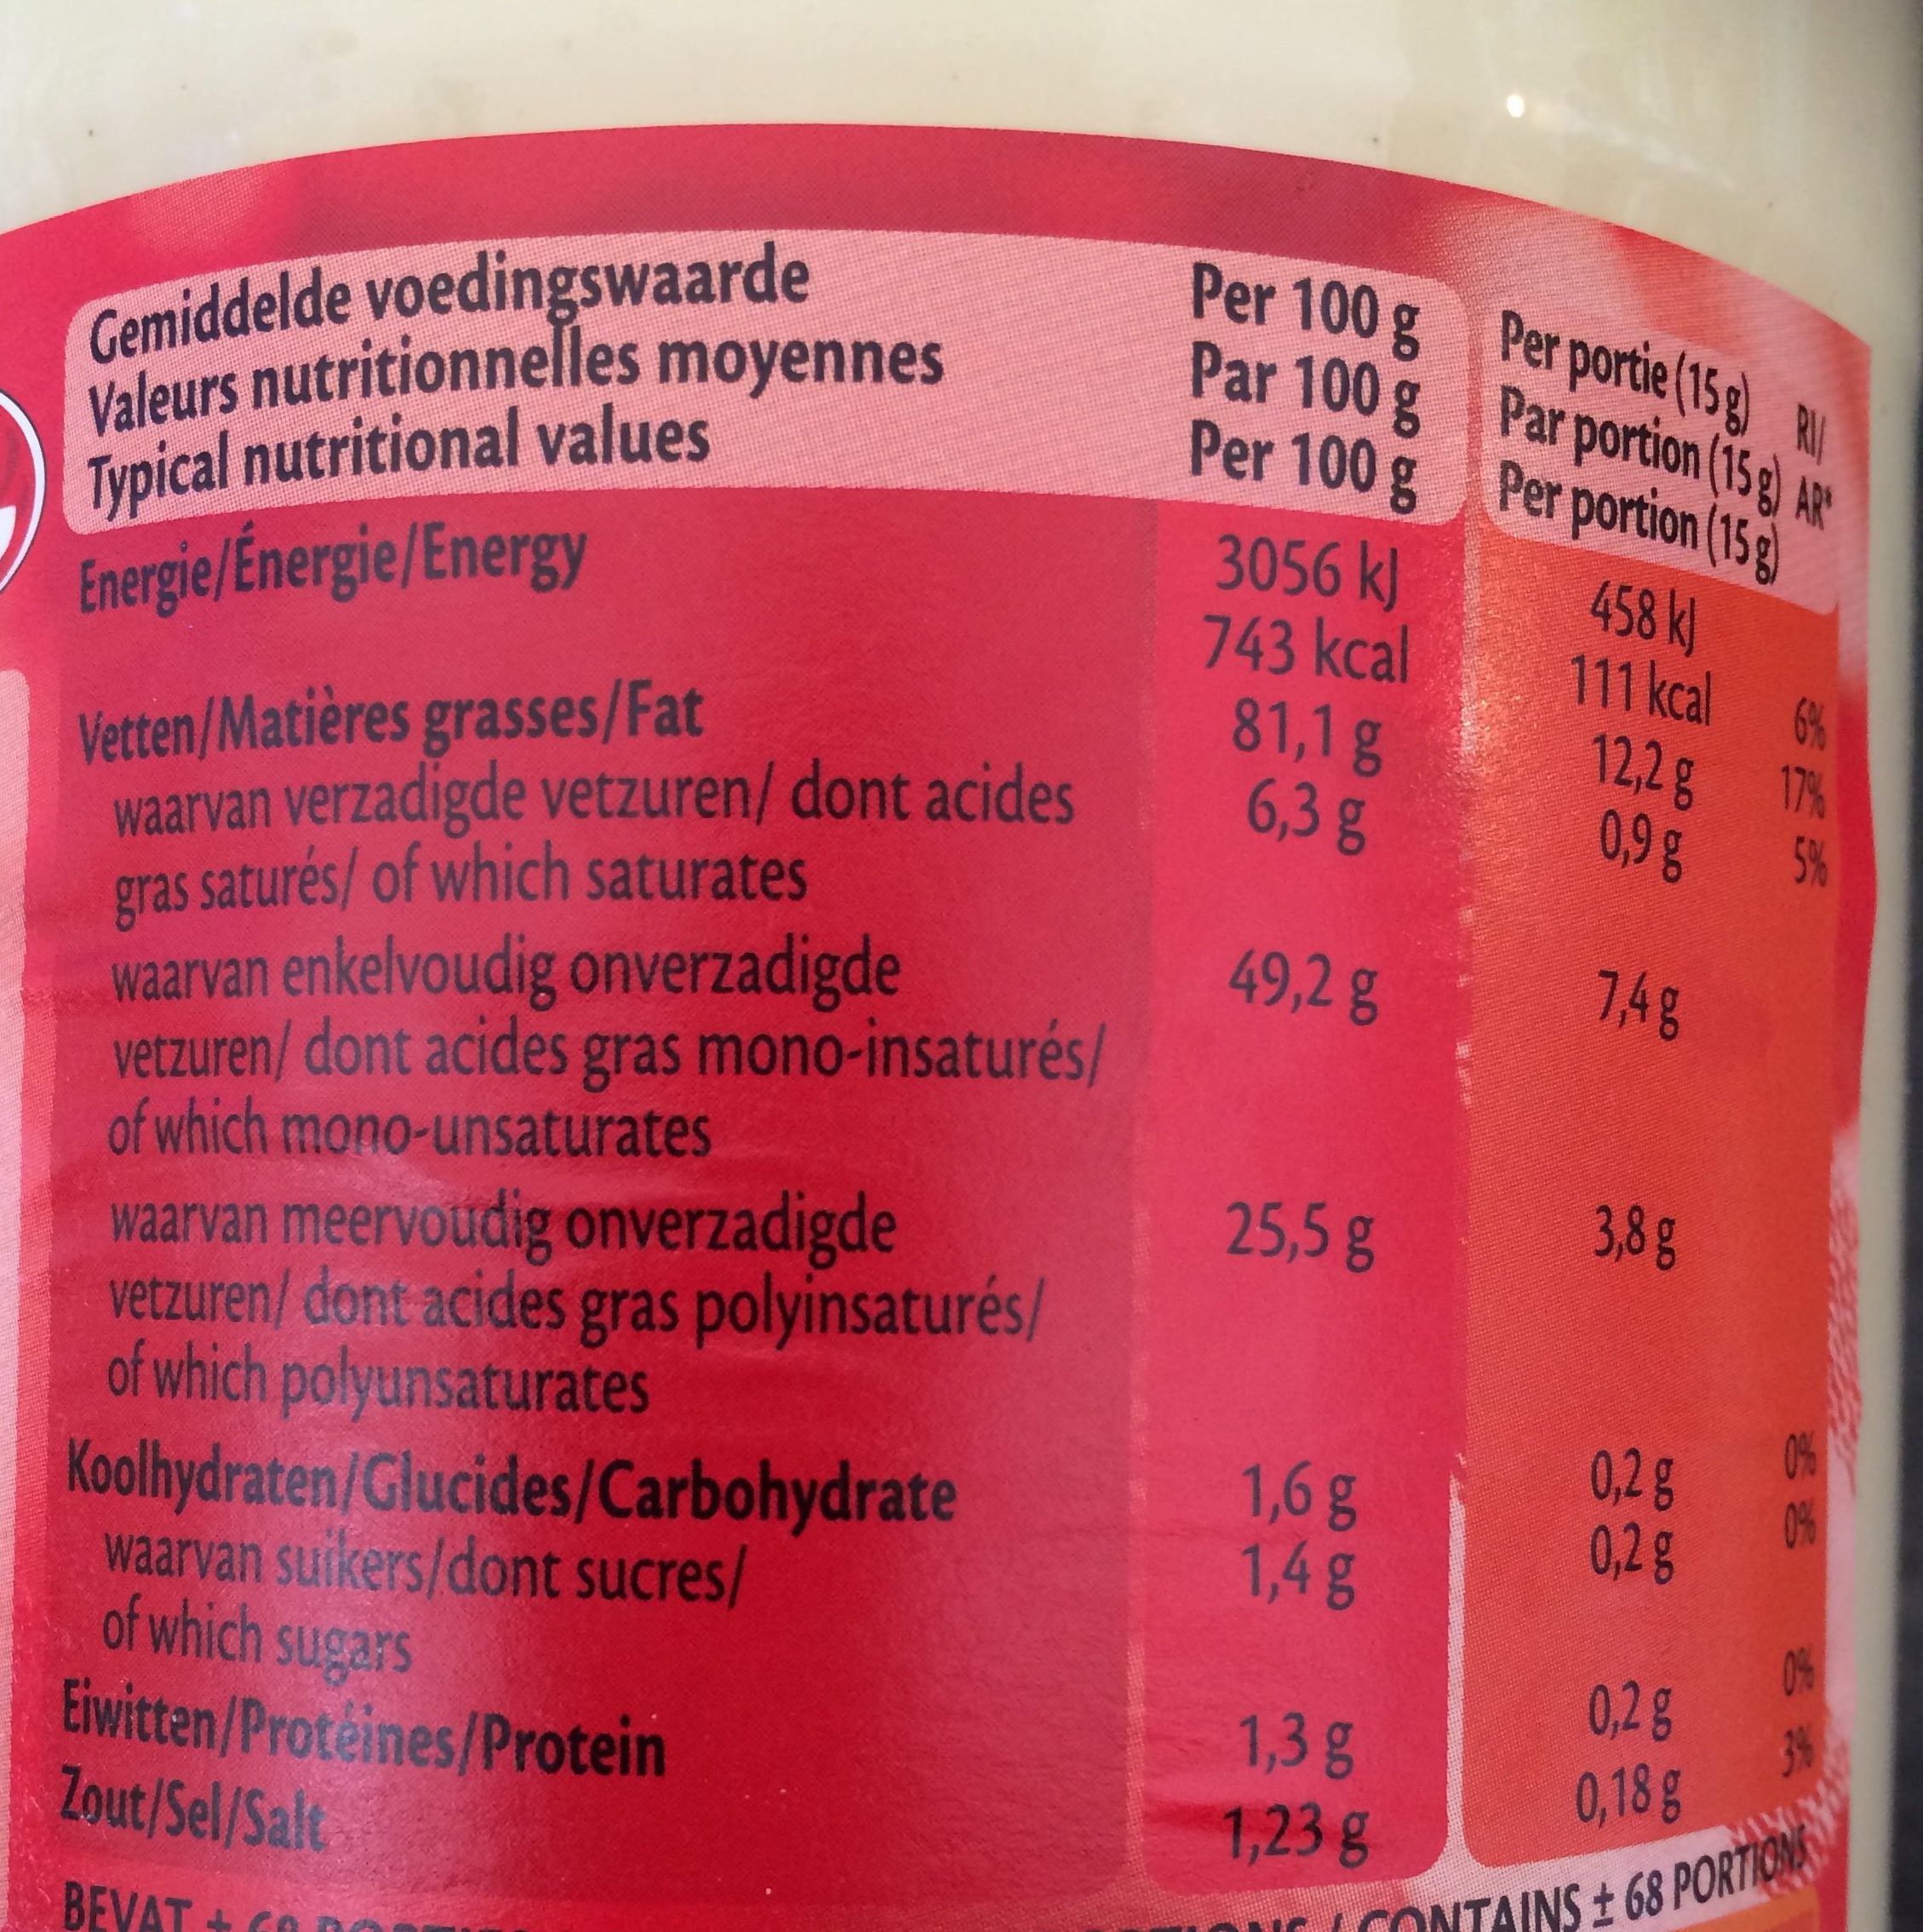 Gemiddelde voedingswaarde Per 100 g Per portie (15 g) RI/
Valeurs nutritionnelles moyennes Par 100 g Par portion (15 g) AR*
Typical nutritional values Per 100 g Per portion (15 g)
Energie/Énergie/Energy 3056 kJ 458 kJ
743 kcal 111 kcal 6%
Vetten/Matières grasses/Fat 81,1 g 12,2 g 17%
waarvan verzadigde vetzuren/ dont acides 6,3 g 0,9 g 5%
gras saturés/ of which saturates
waarvan enkelvoudig onverzadigde 49,2 g 7,4 g
vetzuren/ dont acides gras mono-insaturés/
of which mono-unsaturates
waarvan meervoudig onverzadigde 25,5 g 3,8 g
vetzuren/ dont acides gras polyinsaturés/
of which polyunsaturates
Koolhydraten/Glucides/Carbohydrate 1,6 g 0,2 g 0%
waarvan suikers/dont sucres/ 1,4 g 0,2 g 0%
of which sugars
Eiwitten/Protéines/Protein 1,3 g 0,2 g 0%
Zout/Sel/Salt 1,23 g 0,18 g 3%
BEVAT ± 68 / CONTAINS ± 68 PORTIONS